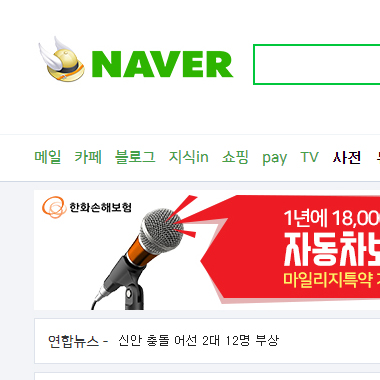 NAVER
메일 카페 블로그 지식in 쇼핑 pay TV 사전
한화손해보험
1년에 18,00
자동차보
마일리지특약
연합뉴스 - 신안 충돌 어선 2대 12명 부상